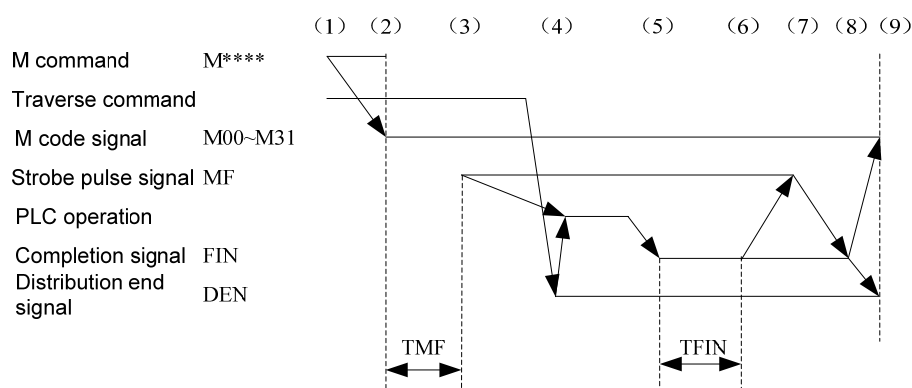 (1) (2) (3) (4) (5) (6) (7) (8) (9)
M command M****
Traverse command
M code signal M00~M31
Strobe pulse signal MF
PLC operation
Completion signal FIN
Distribution end
signal DEN
TMF TFIN